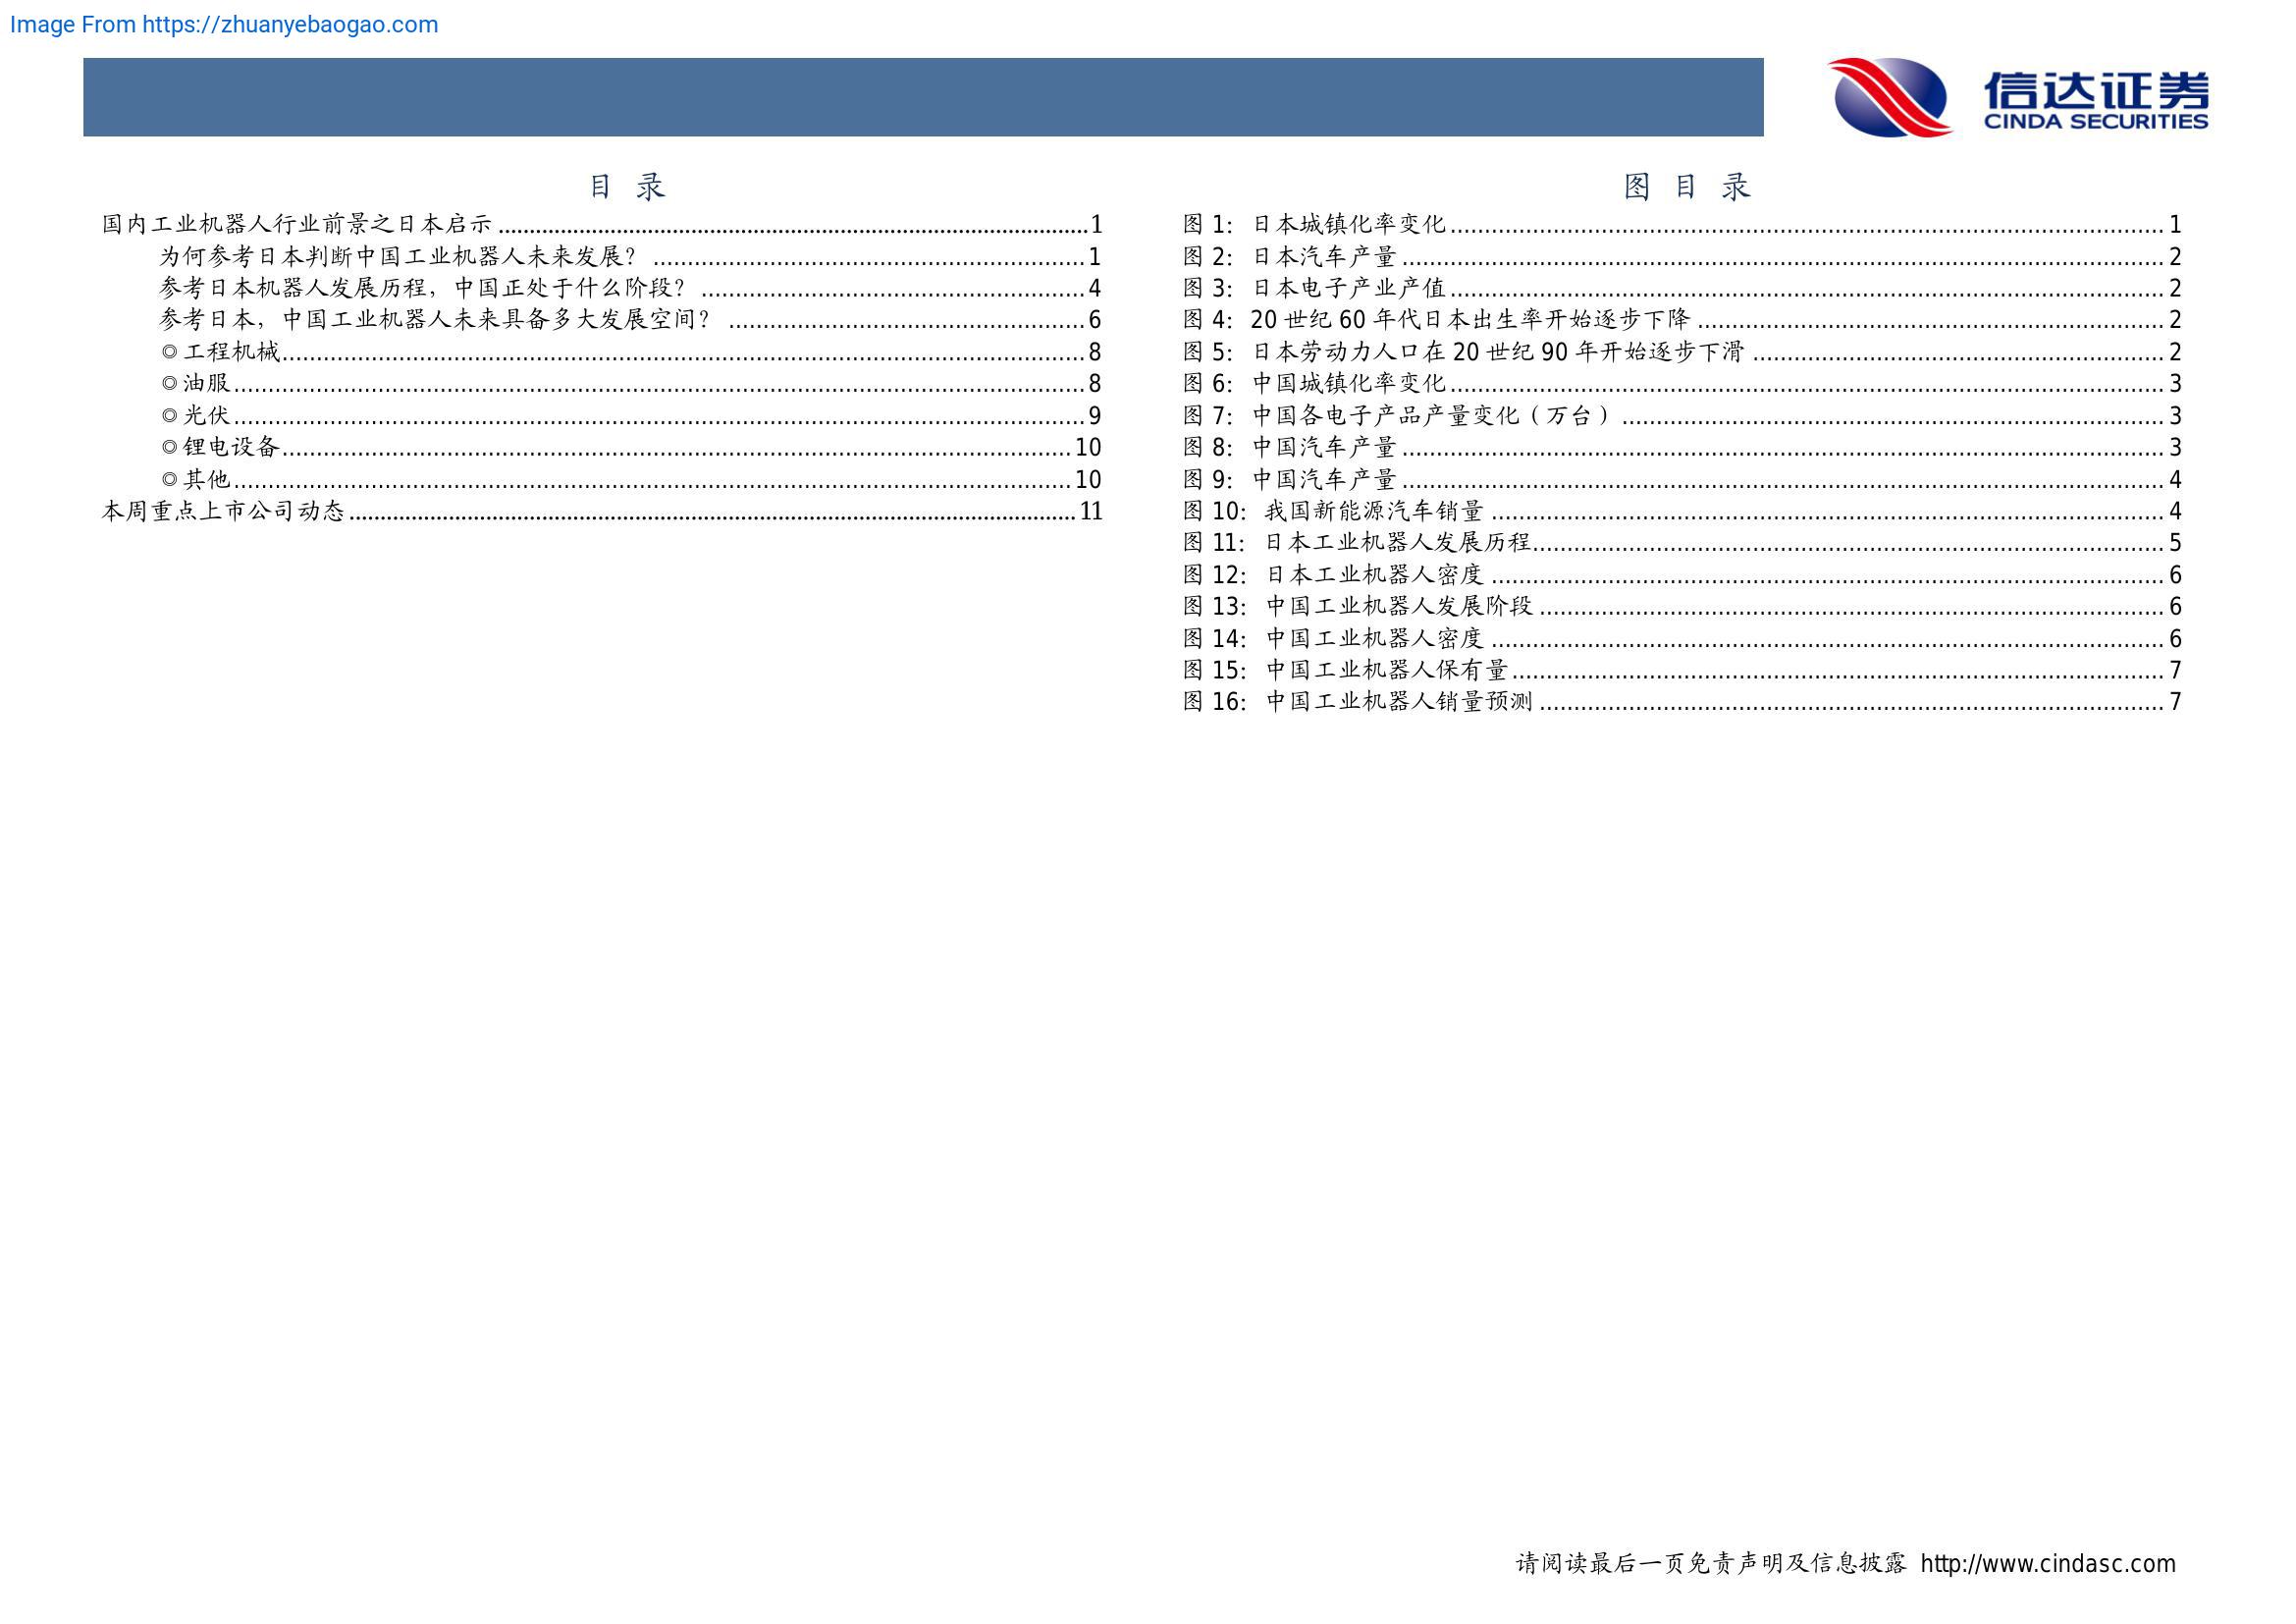 Image From https://zhuanyebaogao.com
信达证券
CINDA SECURITIES
目 录
国内工业机器人行业前景之日本启示 ........................ 1
为何参考日本判断中国工业机器人未来发展? ........................ 1
参考日本机器人发展历程,中国正处于什么阶段? ........................ 4
参考日本,中国工业机器人未来具备多大发展空间? ........................ 6
◎工程机械........................ 8
◎油服........................ 8
◎光伏........................ 9
◎锂电设备........................ 10
◎其他........................ 10
本周重点上市公司动态........................ 11
图 目 录
图 1:日本城镇化率变化........................ 1
图 2:日本汽车产量 ........................ 2
图 3:日本电子产业产值........................ 2
图 4:20 世纪 60 年代日本出生率开始逐步下降 ........................ 2
图 5:日本劳动力人口在 20 世纪 90 年开始逐步下滑 ........................ 2
图 6:中国城镇化率变化........................ 3
图 7:中国各电子产品产量变化(万台) ........................ 3
图 8:中国汽车产量 ........................ 3
图 9:中国汽车产量 ........................ 4
图 10:我国新能源汽车销量 ........................ 4
图 11:日本工业机器人发展历程........................ 5
图 12:日本工业机器人密度 ........................ 6
图 13:中国工业机器人发展阶段 ........................ 6
图 14:中国工业机器人密度 ........................ 6
图 15:中国工业机器人保有量 ........................ 7
图 16:中国工业机器人销量预测 ........................ 7
请阅读最后一页免责声明及信息披露 http://www.cindasc.com